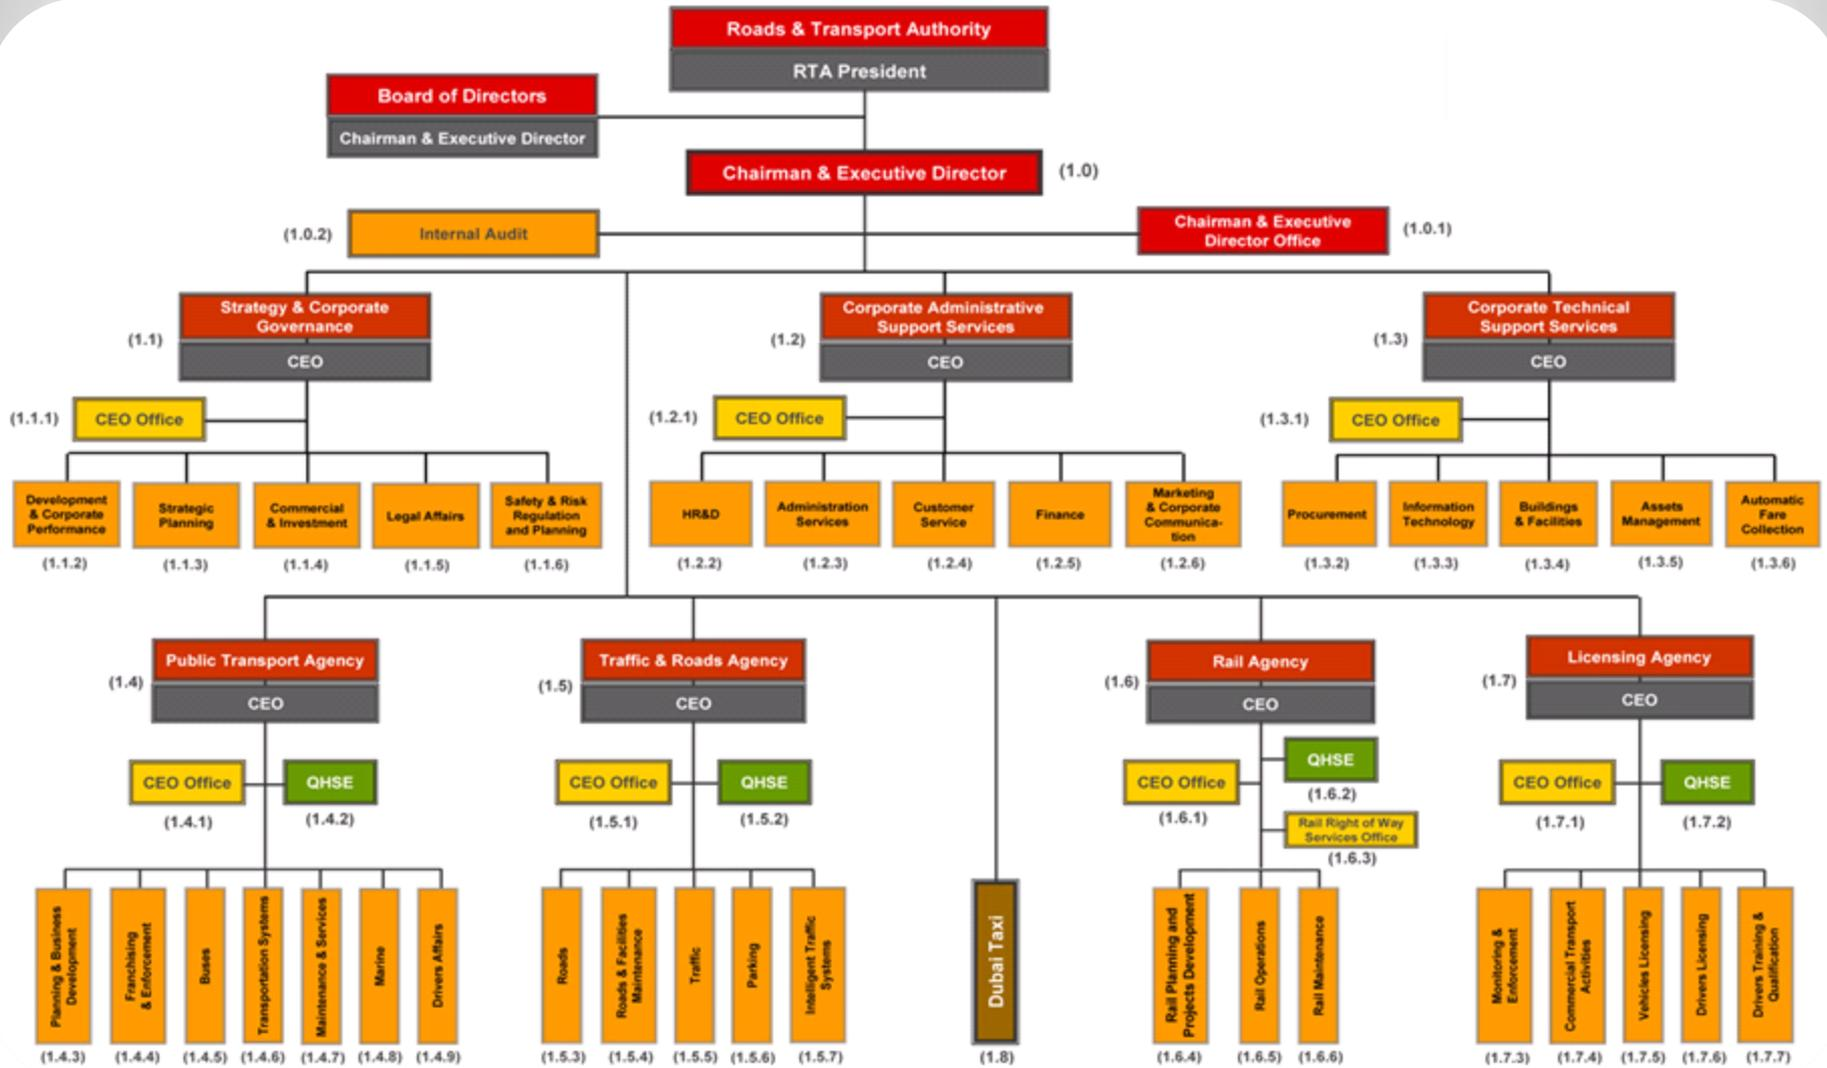 Roads & Transport Authority
RTA President
Board of Directors
Chairman & Executive Director
Chairman & Executive Director
(1.0)
(1.0.2)
Internal Audit
Chairman & Executive
Director Office
(1.0.1)
Strategy & Corporate
Governance
CEO
(1.1)
Corporate Administrative
Support Services
CEO
(1.2)
Corporate Technical
Support Services
CEO
(1.3)
(1.1.1)
CEO Office
(1.2.1)
CEO Office
(1.3.1)
CEO Office
Development
& Corporate
Performance
(1.1.2)
Strategic
Planning
(1.1.3)
Commercial
& Investment
(1.1.4)
Legal Affairs
(1.1.5)
Safety & Risk
Regulation
and Planning
(1.1.6)
HR&D
(1.2.2)
Administration
Services
(1.2.3)
Customer
Service
(1.2.4)
Finance
(1.2.5)
Marketing
& Corporate
Communica-
tion
(1.2.6)
Procurement
(1.3.2)
Information
Technology
(1.3.3)
Buildings
& Facilities
(1.3.4)
Assets
Management
(1.3.5)
Automatic
Fare
Collection
(1.3.6)
Public Transport Agency
(1.4)
CEO
Traffic & Roads Agency
(1.5)
CEO
Rail Agency
(1.6)
CEO
Licensing Agency
(1.7)
CEO
CEO Office
(1.4.1)
QHSE
(1.4.2)
CEO Office
(1.5.1)
QHSE
(1.5.2)
CEO Office
(1.6.1)
QHSE
(1.6.2)
Rail Right of Way
Services Office
(1.6.3)
CEO Office
(1.7.1)
QHSE
(1.7.2)
Planning & Business
Development
(1.4.3)
Franchising
& Enforcement
(1.4.4)
Buses
(1.4.5)
Transportation Systems
(1.4.6)
Maintenance & Services
(1.4.7)
Marine
(1.4.8)
Drivers Affairs
(1.4.9)
Roads
(1.5.3)
Roads & Facilities
Maintenance
(1.5.4)
Traffic
(1.5.5)
Parking
(1.5.6)
Intelligent Traffic
Systems
(1.5.7)
Dubai Taxi
(1.8)
Rail Planning and
Projects Development
(1.6.4)
Rail Operations
(1.6.5)
Rail Maintenance
(1.6.6)
Monitoring &
Enforcement
(1.7.3)
Commercial Transport
Activities
(1.7.4)
Vehicles Licensing
(1.7.5)
Drivers Licensing
(1.7.6)
Drivers Training &
Qualification
(1.7.7)